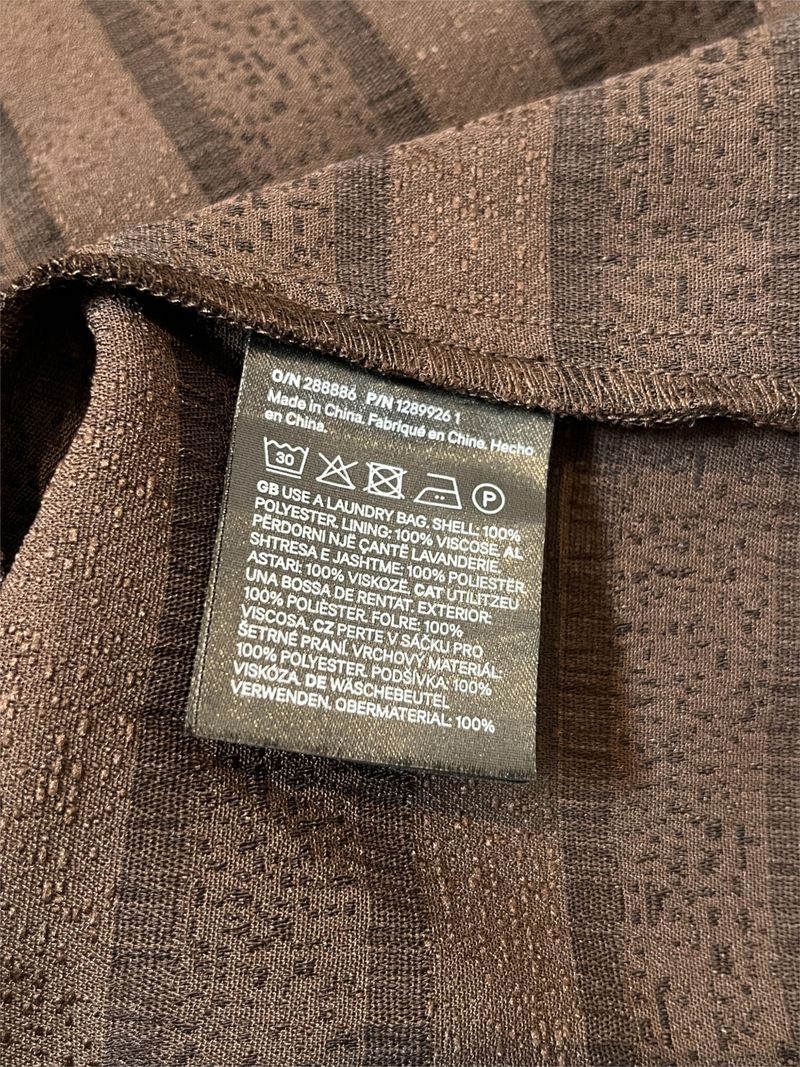 O/N 288886 P/N 1289926 1
Made in China. Fabriqué en Chine. Hecho
en China.
30
P
GB USE A LAUNDRY BAG. SHELL: 100%
POLYESTER. LINING: 100% VISCOSE. AL
PËRDORNI NJË ÇANTË LAVANDERIE.
SHTRESA E JASHTME: 100% POLIESTER.
ASTARI: 100% VISKOZË. CAT UTILITZEU
UNA BOSSA DE RENTAT. EXTERIOR:
100% POLIÈSTER. FOLRE: 100%
VISCOSA. CZ PERTE V SÁČKU PRO
ŠETRNÉ PRANÍ. VRCHOVÝ MATERIÁL:
100% POLYESTER. PODŠÍVKA: 100%
VISKÓZA. DE WÄSCHEBEUTEL
VERWENDEN. OBERMATERIAL: 100%